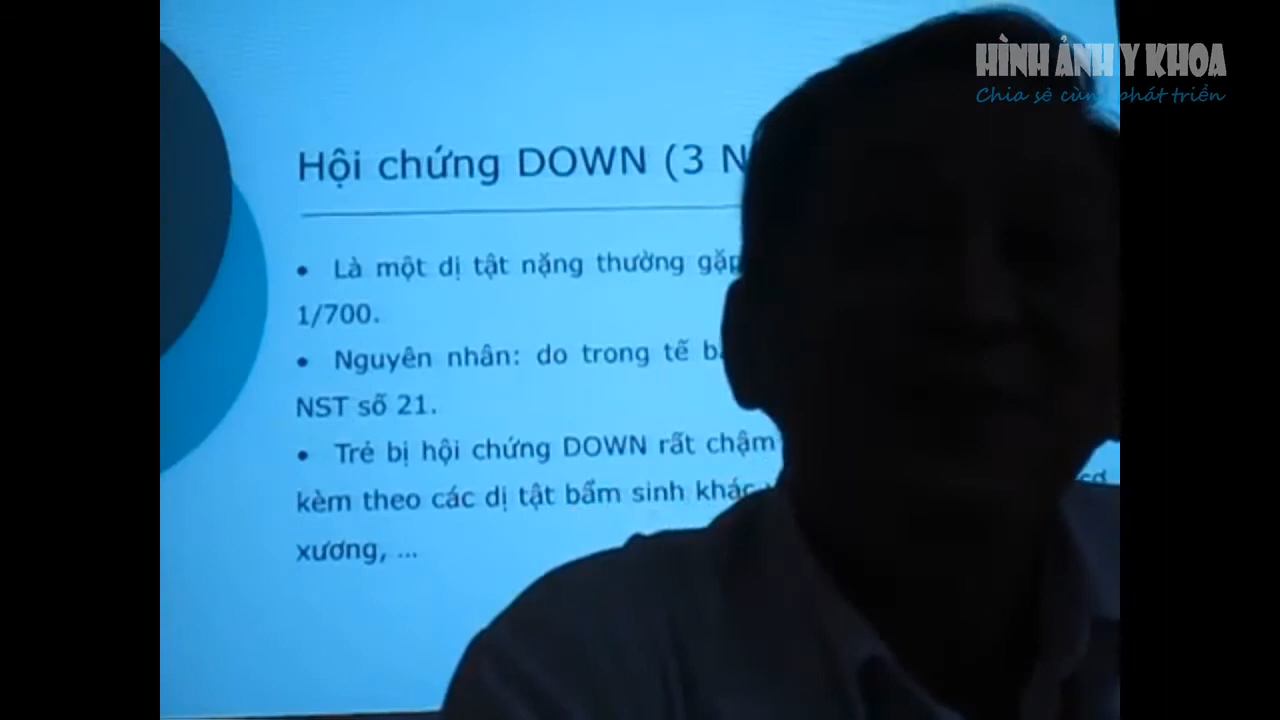 HÌNH ẢNH Y KHOA
Chia sẻ cùng phát triển
Hội chứng DOWN (3 N
• Là một dị tật nặng thường gặp
1/700.
• Nguyên nhân: do trong tế
NST số 21.
• Trẻ bị hội chứng DOWN rất chậm
kèm theo các dị tật bẩm sinh khác
xương, ...